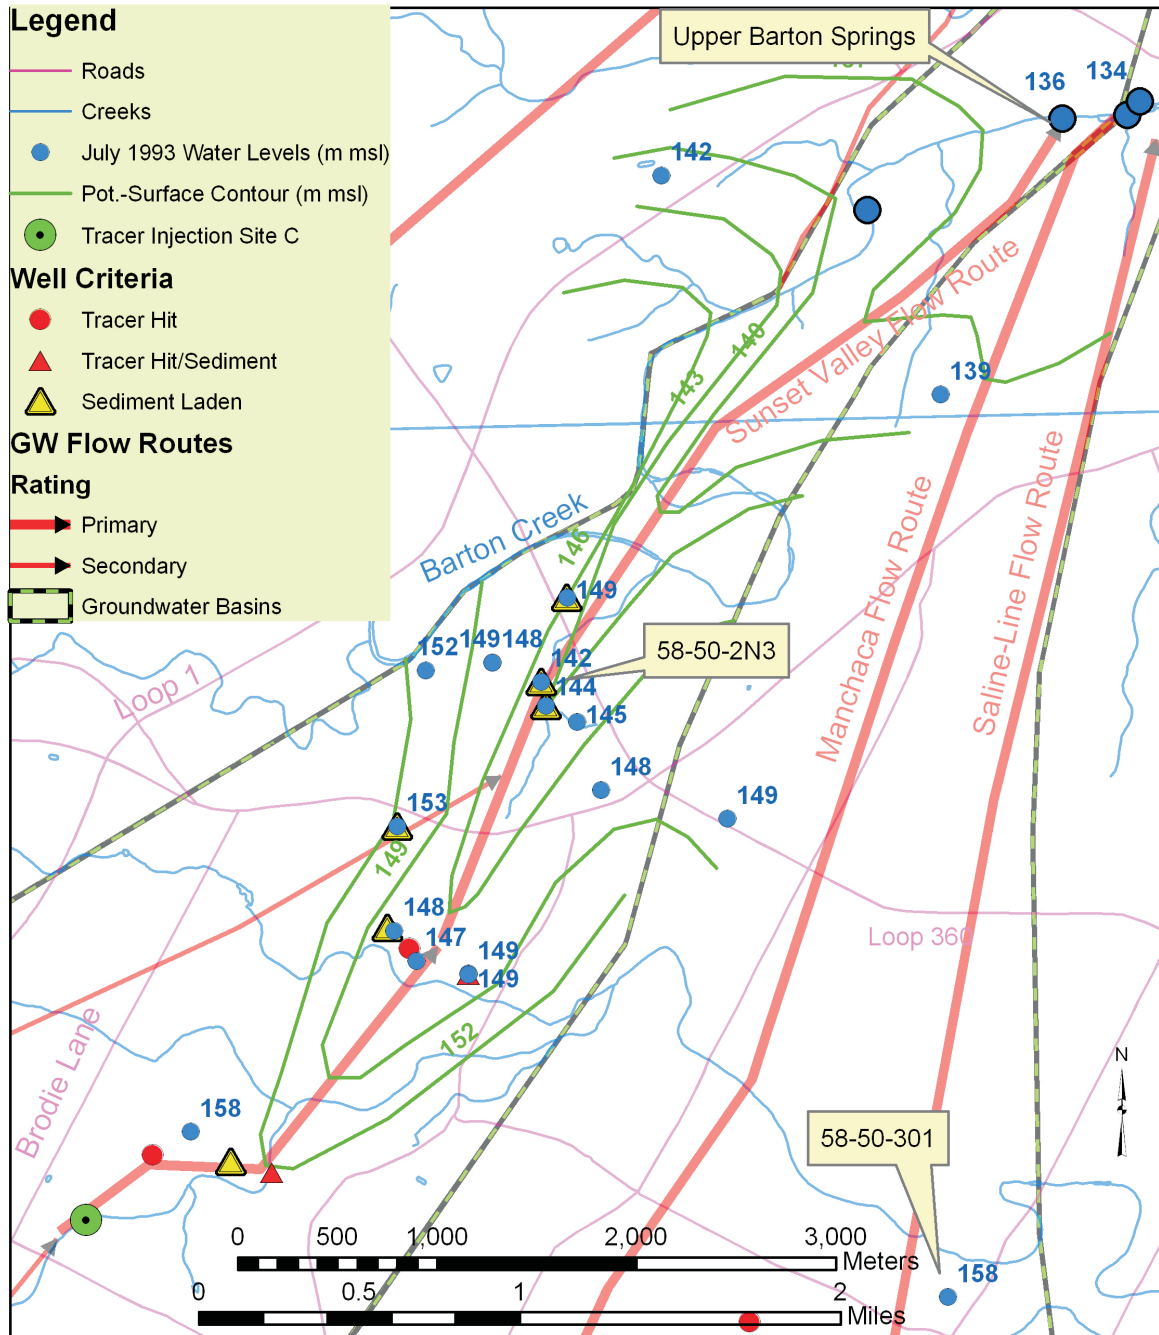 Legend
Roads
Creeks
July 1993 Water Levels (m msl)
Pot.-Surface Contour (m msl)
Tracer Injection Site C
Well Criteria
Tracer Hit
Tracer Hit/Sediment
Sediment Laden
GW Flow Routes
Rating
Primary
Secondary
Groundwater Basins
Upper Barton Springs
136
134
142
139
140
143
146
Sunset Valley Flow Route
Manchaca Flow Route
Saline-Line Flow Route
Barton Creek
149
152
149
148
58-50-2N3
142
144
145
148
149
Loop 1
153
149
148
147
149
149
Loop 360
152
Brodie Lane
158
N
58-50-301
158
0 500 1,000 2,000 3,000
Meters
0 0.5 1 2
Miles